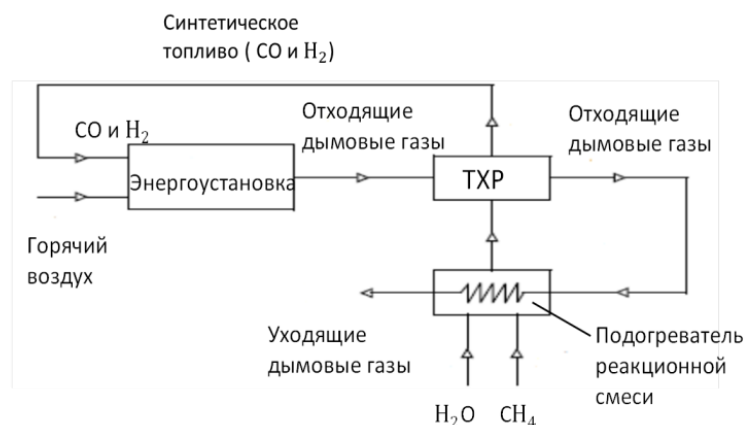 Синтетическое
топливо ( CO и H₂)
Отходящие
дымовые газы
Отходящие
дымовые газы
CO и H₂
Энергоустановка
ТХР
Горячий
воздух
Уходящие
дымовые газы
Подогреватель
реакционной
смеси
H₂O
CH₄